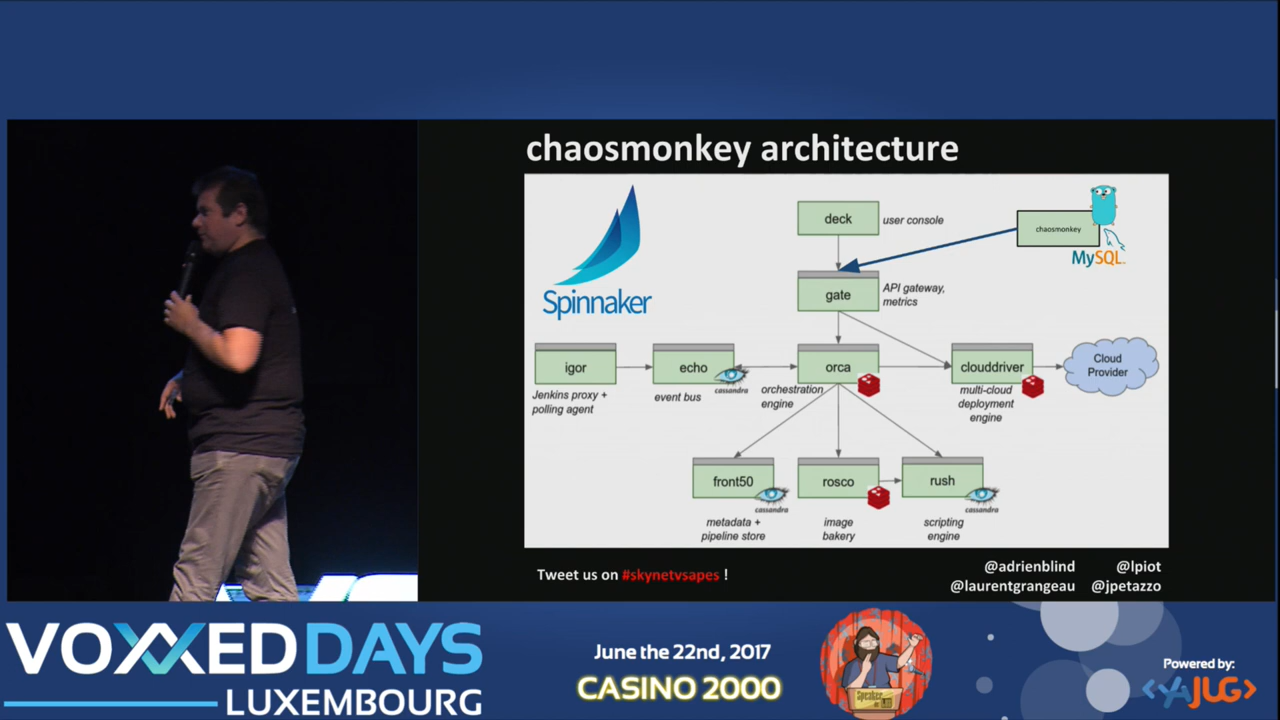 chaosmonkey architecture
Spinnaker
deck
user console
chaosmonkey
MySQL
gate
API gateway,
metrics
igor
Jenkins proxy +
polling agent
echo
cassandra
event bus
orca
orchestration
engine
clouddriver
multi-cloud
deployment
engine
Cloud
Provider
front50
cassandra
metadata +
pipeline store
rosco
image
bakery
rush
cassandra
scripting
engine
Tweet us on #skynetvsapes !
@adrienblind @lpiot
@laurentgrangeau @jpetazzo
VOXXEDDAYS
LUXEMBOURG
June the 22nd, 2017
CASINO 2000
Speaker
Powered by:
YAJUG